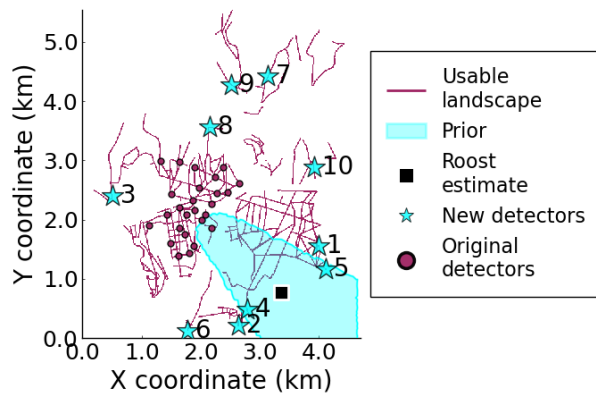 5.0
4.0
3.0
2.0
1.0
0.0
0.0 1.0 2.0 3.0 4.0
X coordinate (km)
Y coordinate (km)
7
9
8
10
3
1
5
4
2
6
Usable
landscape
Prior
Roost
estimate
New detectors
Original
detectors